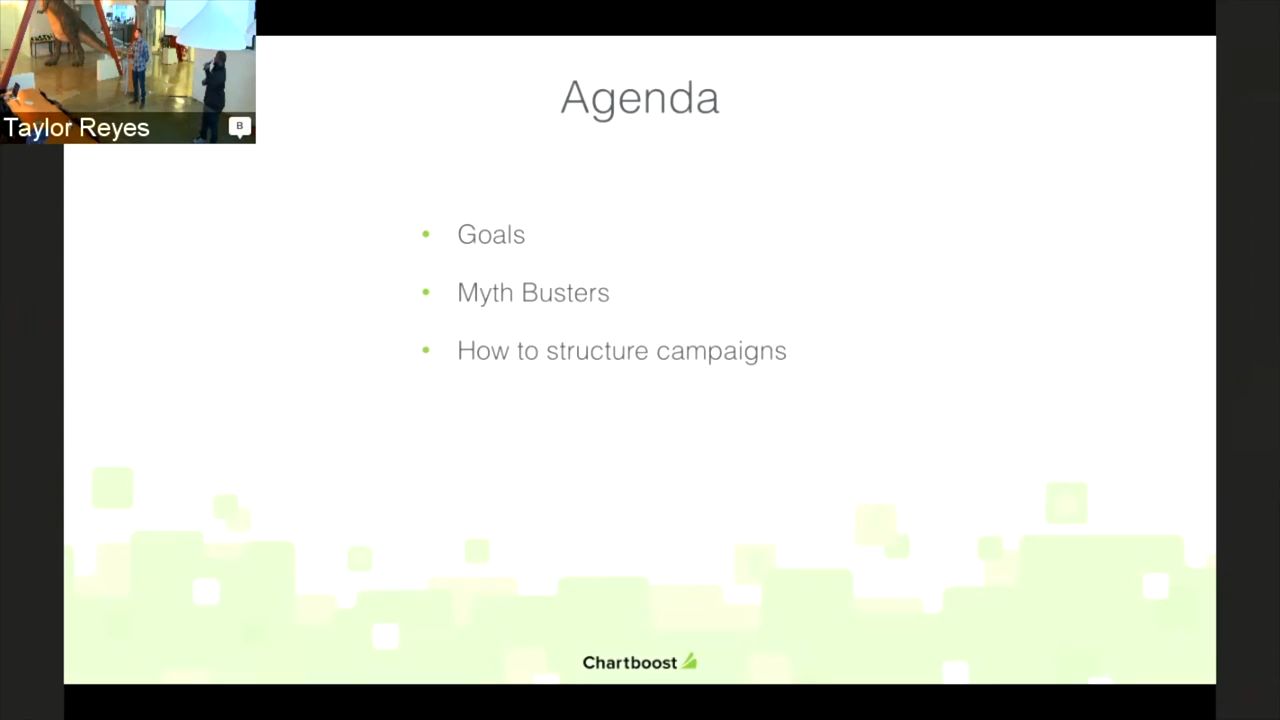 Taylor Reyes
B
Agenda
• Goals
• Myth Busters
• How to structure campaigns
Chartboost